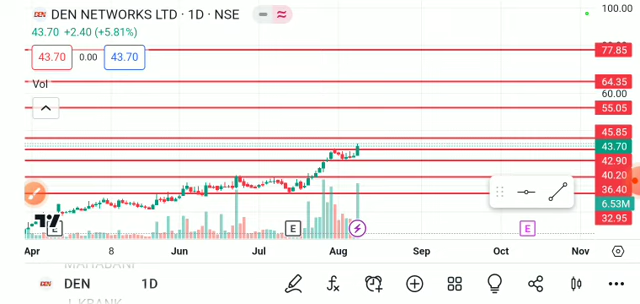 DEN DEN NETWORKS LTD · 1D · NSE
43.70 +2.40 (+5.81%)
43.70 0.00 43.70
Vol
100.00
77.85
64.35
60.00
55.05
45.85
43.70
42.90
40.20
36.40
6.53M
32.95
E E E
Apr 8 Jun Jul Aug Sep Oct Nov
DEN DEN 1D